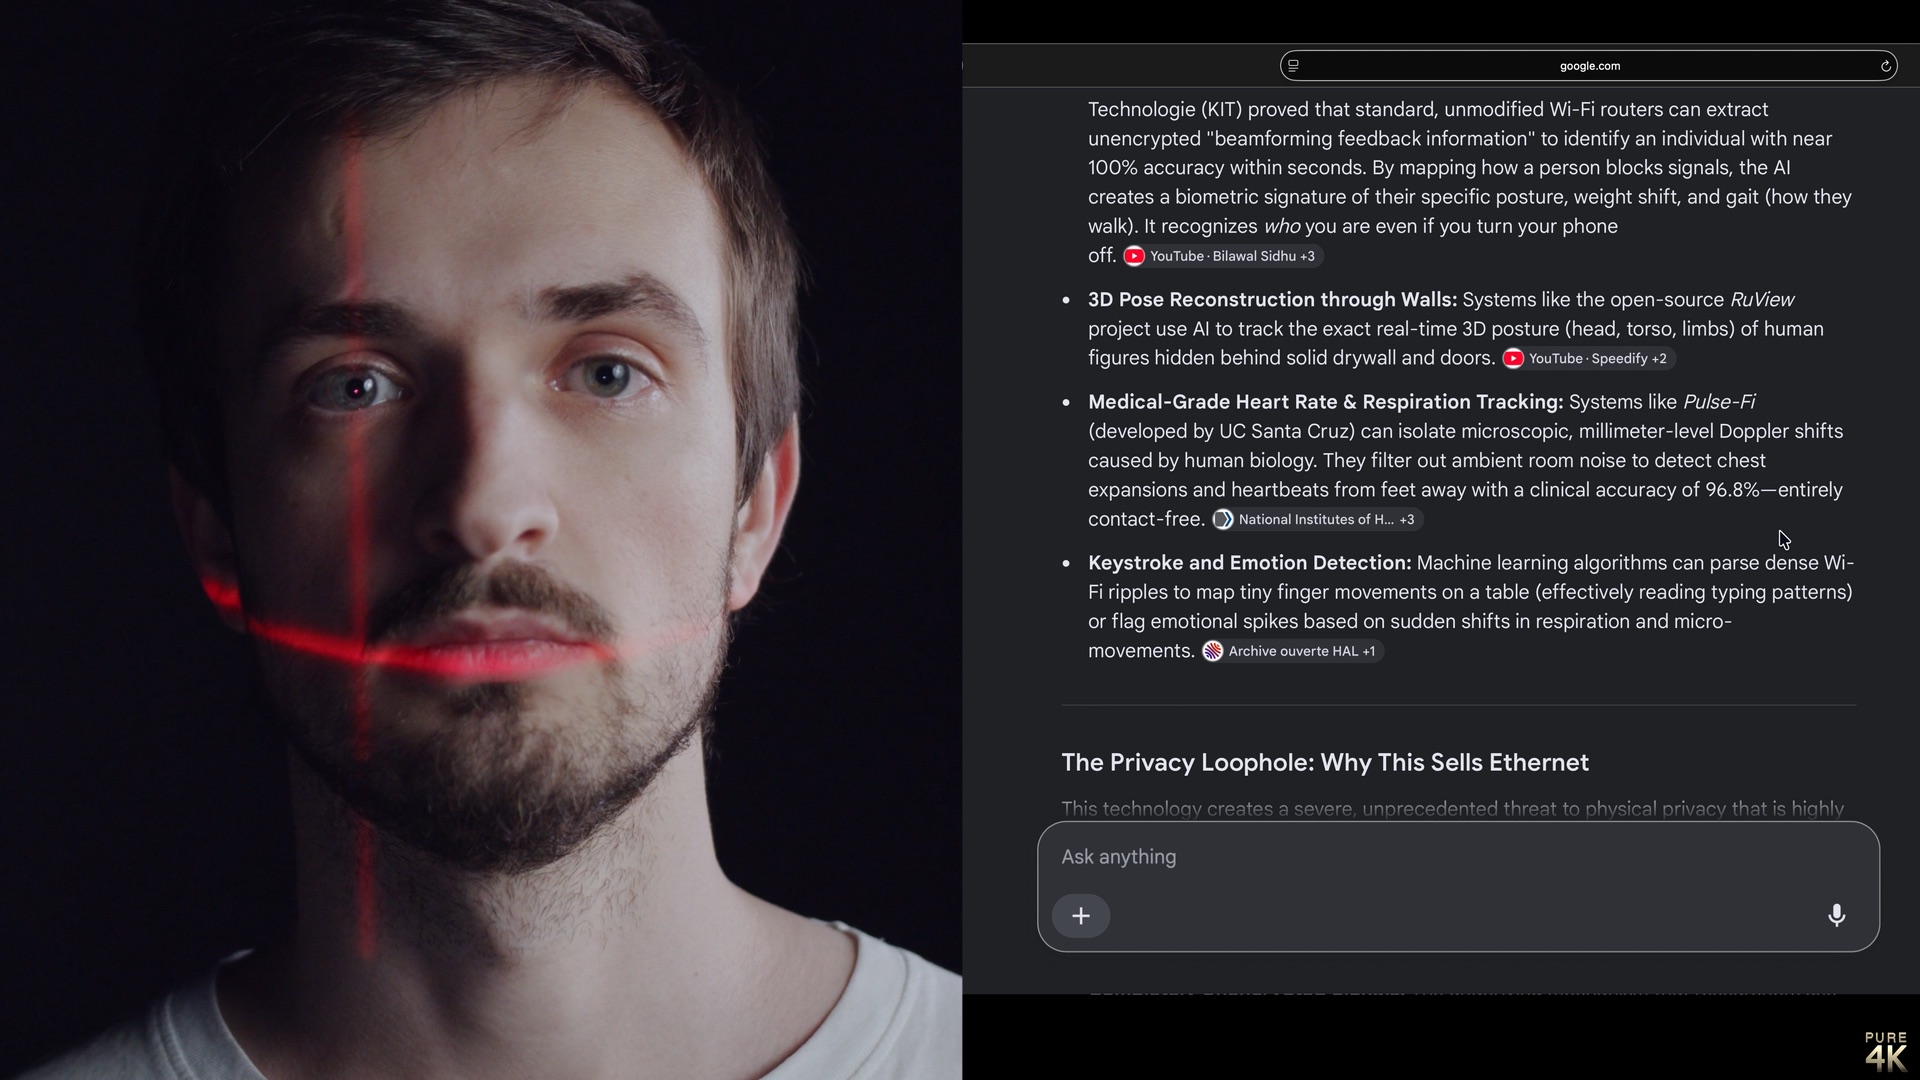 google.com
Technologie (KIT) proved that standard, unmodified Wi-Fi routers can extract
unencrypted "beamforming feedback information" to identify an individual with near
100% accuracy within seconds. By mapping how a person blocks signals, the AI
creates a biometric signature of their specific posture, weight shift, and gait (how they
walk). It recognizes who you are even if you turn your phone
off. YouTube · Bilawal Sidhu +3
• 3D Pose Reconstruction through Walls: Systems like the open-source RuView
project use AI to track the exact real-time 3D posture (head, torso, limbs) of human
figures hidden behind solid drywall and doors. YouTube · Speedify +2
• Medical-Grade Heart Rate & Respiration Tracking: Systems like Pulse-Fi
(developed by UC Santa Cruz) can isolate microscopic, millimeter-level Doppler shifts
caused by human biology. They filter out ambient room noise to detect chest
expansions and heartbeats from feet away with a clinical accuracy of 96.8%—entirely
contact-free. National Institutes of H... +3
• Keystroke and Emotion Detection: Machine learning algorithms can parse dense Wi-
Fi ripples to map tiny finger movements on a table (effectively reading typing patterns)
or flag emotional spikes based on sudden shifts in respiration and micro-
movements. Archive ouverte HAL +1
The Privacy Loophole: Why This Sells Ethernet
This technology creates a severe, unprecedented threat to physical privacy that is highly
Ask anything
PURE
4K